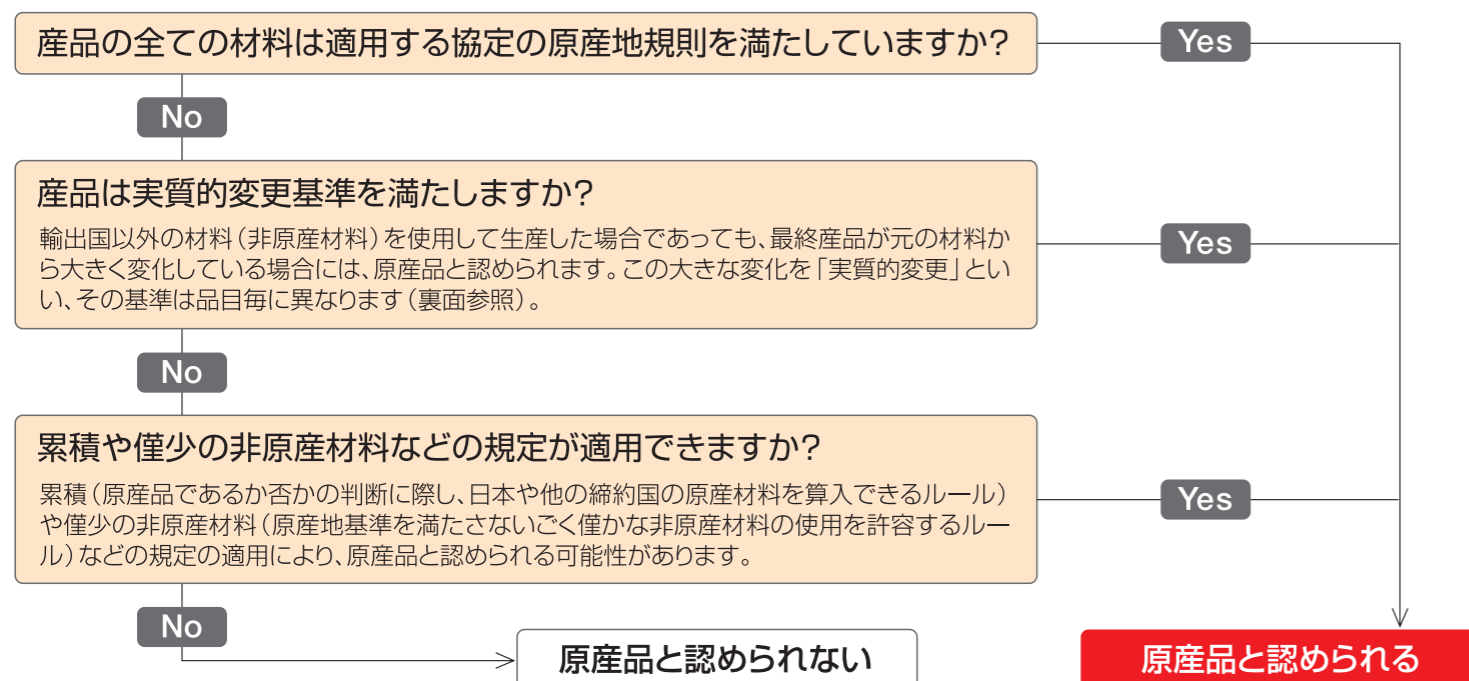 産品の全ての材料は適用する協定の原産地規則を満たしていますか？
Yes
No
産品は実質的変更基準を満たしますか？
輸出国以外の材料（非原産材料）を使用して生産した場合であっても、最終産品が元の材料か
ら大きく変化している場合には、原産品と認められます。この大きな変化を「実質的変更」とい
い、その基準は品目毎に異なります（裏面参照）。
Yes
No
累積や僅少の非原産材料などの規定が適用できますか？
累積（原産品であるか否かの判断に際し、日本や他の締約国の原産材料を算入できるルール）
や僅少の非原産材料（原産地基準を満たさないごく僅かな非原産材料の使用を許容するルー
ル）などの規定の適用により、原産品と認められる可能性があります。
Yes
No
原産品と認められない
原産品と認められる